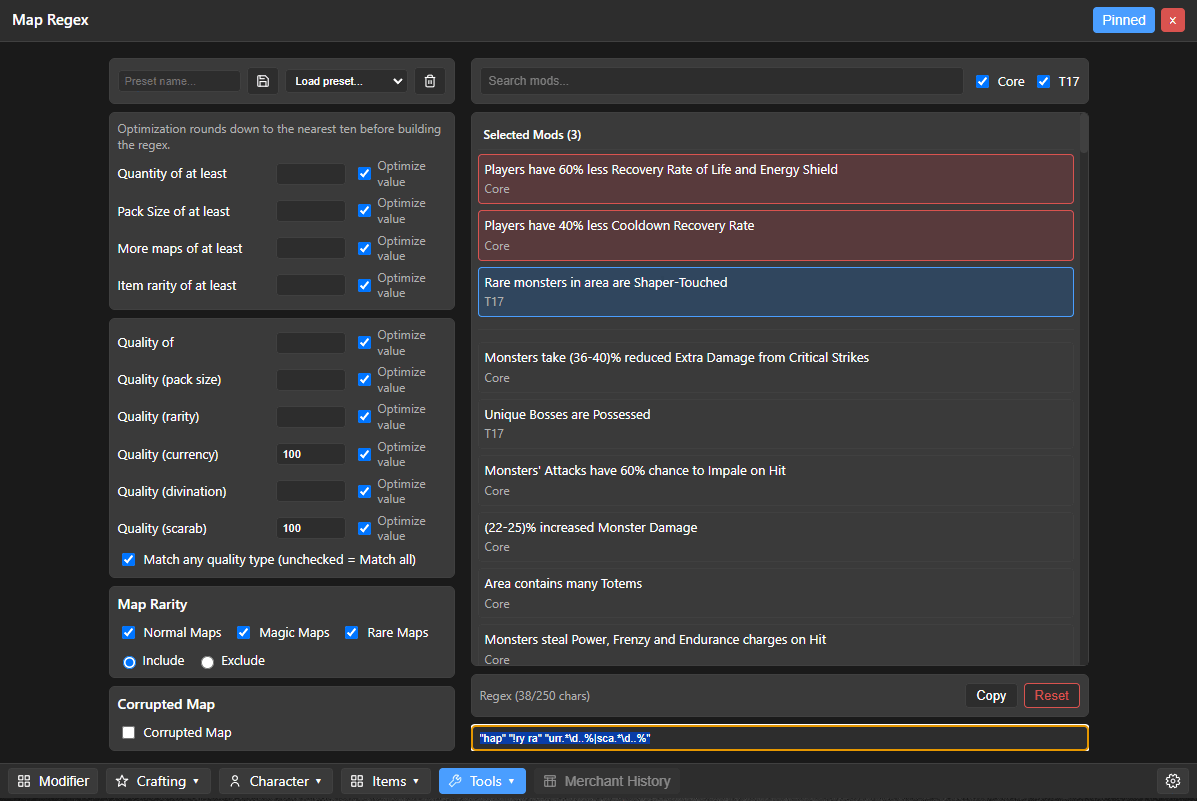 Map Regex
Pinned
x
Preset name...
Load preset...
Search mods...
Core
T17
Optimization rounds down to the nearest ten before building
the regex.
Quantity of at least
Optimize
value
Pack Size of at least
Optimize
value
More maps of at least
Optimize
value
Item rarity of at least
Optimize
value
Quality of
Optimize
value
Quality (pack size)
Optimize
value
Quality (rarity)
Optimize
value
Quality (currency)
100
Optimize
value
Quality (divination)
Optimize
value
Quality (scarab)
100
Optimize
value
Match any quality type (unchecked = Match all)
Map Rarity
Normal Maps
Magic Maps
Rare Maps
Include
Exclude
Corrupted Map
Corrupted Map
Selected Mods (3)
Players have 60% less Recovery Rate of Life and Energy Shield
Core
Players have 40% less Cooldown Recovery Rate
Core
Rare monsters in area are Shaper-Touched
T17
Monsters take (36-40)% reduced Extra Damage from Critical Strikes
Core
Unique Bosses are Possessed
T17
Monsters' Attacks have 60% chance to Impale on Hit
Core
(22-25)% increased Monster Damage
Core
Area contains many Totems
Core
Monsters steal Power, Frenzy and Endurance charges on Hit
Core
Regex (38/250 chars)
Copy
Reset
"hap" "!ry ra" "urr.*\d..%|sca.*\d..%"
Modifier
Crafting
Character
Items
Tools
Merchant History